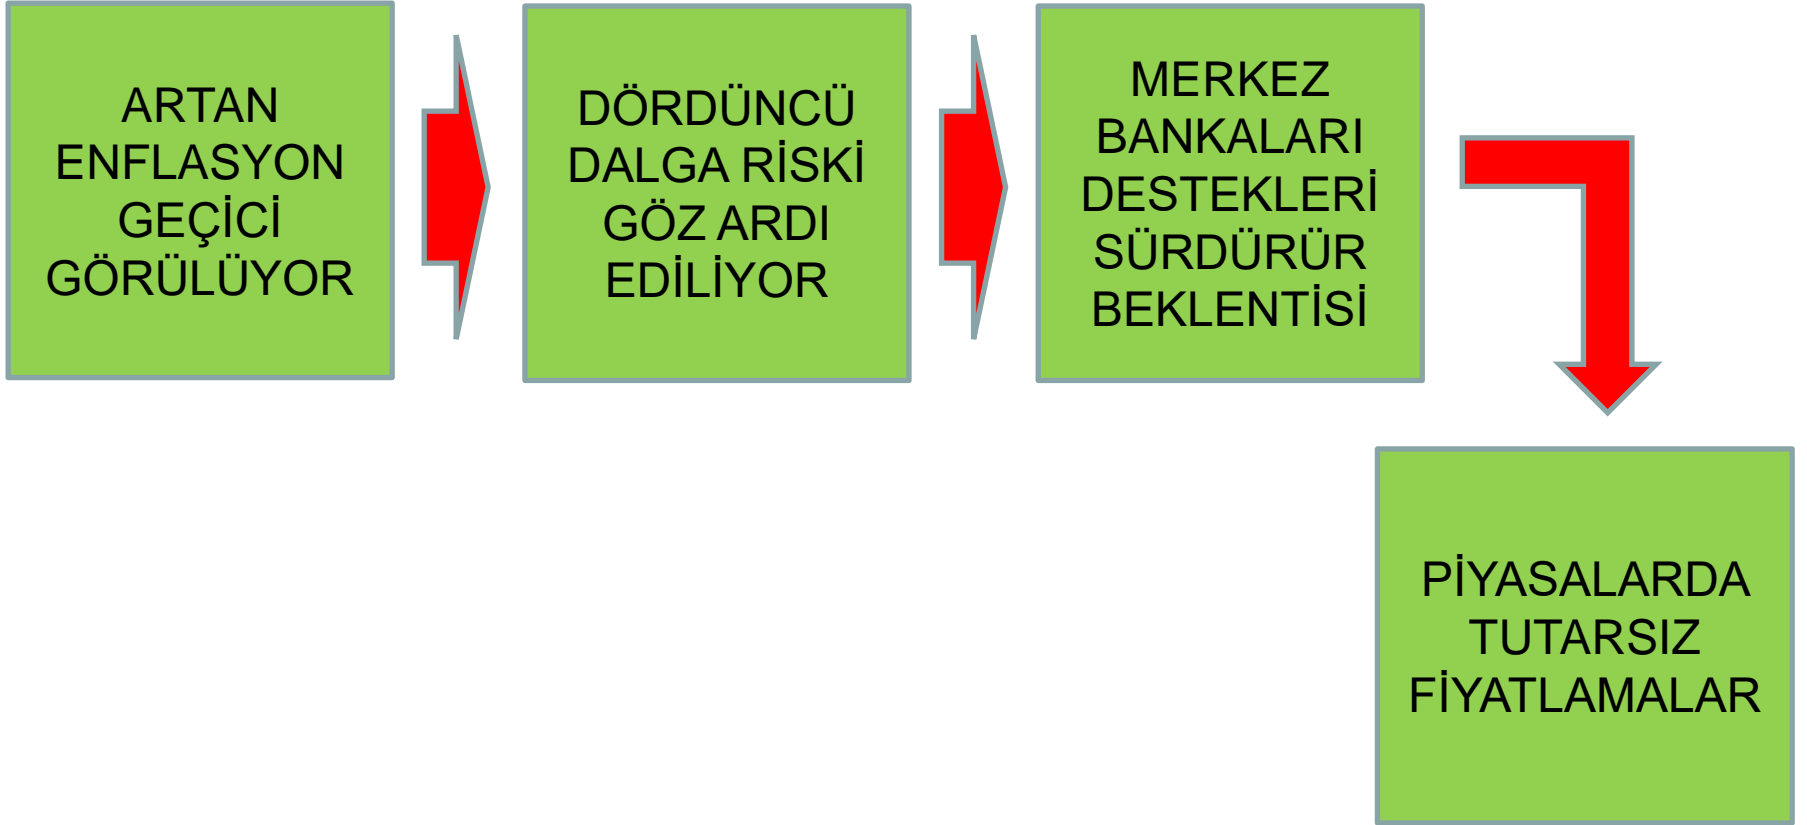 ARTAN
ENFLASYON
GEÇİCİ
GÖRÜLÜYOR
DÖRDÜNCÜ
DALGA RİSKİ
GÖZ ARDI
EDİLİYOR
MERKEZ
BANKALARI
DESTEKLERİ
SÜRDÜRÜR
BEKLENTİSİ
PİYASALARDA
TUTARSIZ
FİYATLAMALAR